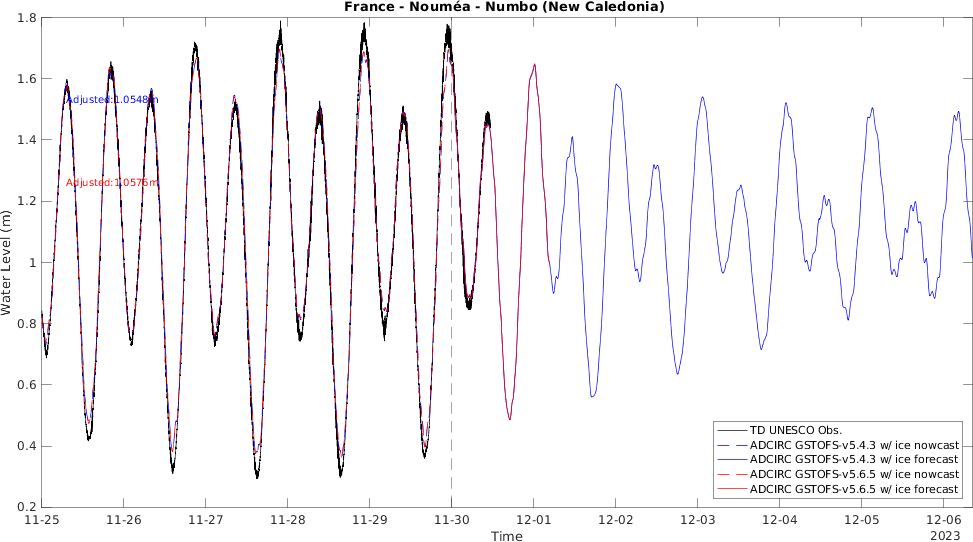 France - Nouméa - Numbo (New Caledonia)
1.8
1.6
1.4
1.2
1
0.8
0.6
0.4
0.2
Water Level (m)
Adjusted:1.0548m
Adjusted:1.0576m
TD UNESCO Obs.
ADCIRC GSTOFS-v5.4.3 w/ ice nowcast
ADCIRC GSTOFS-v5.4.3 w/ ice forecast
ADCIRC GSTOFS-v5.6.5 w/ ice nowcast
ADCIRC GSTOFS-v5.6.5 w/ ice forecast
11-25 11-26 11-27 11-28 11-29 11-30 12-01 12-02 12-03 12-04 12-05 12-06
2023
Time